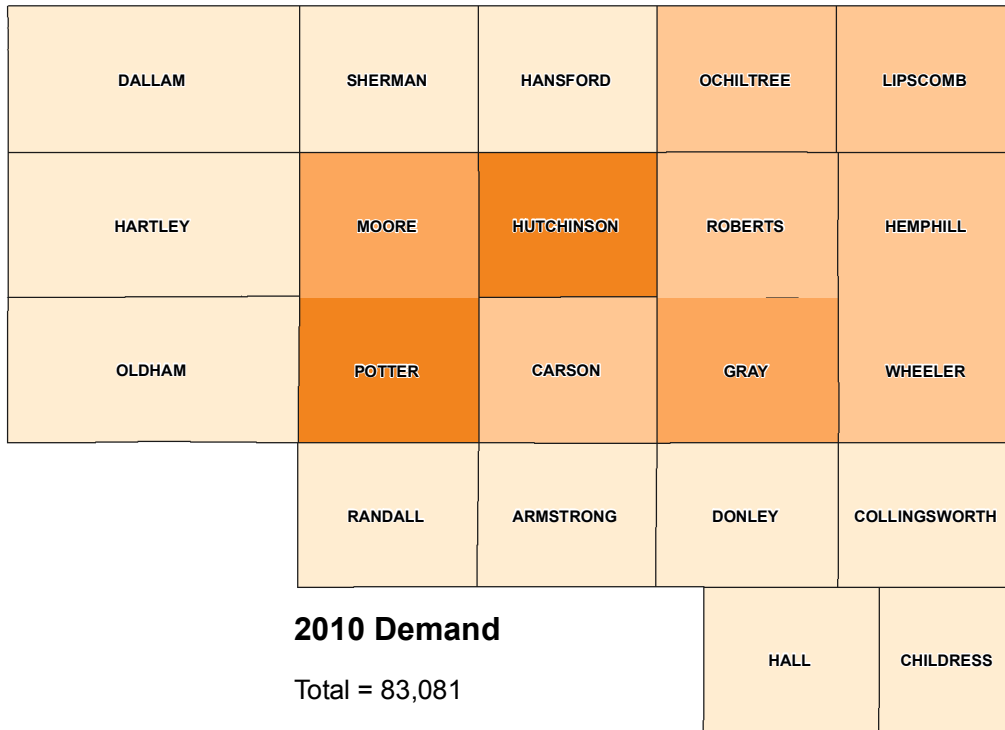 DALLAM
SHERMAN
HANSFORD
OCHILTREE
LIPSCOMB
HARTLEY
MOORE
HUTCHINSON
ROBERTS
HEMPHILL
OLDHAM
POTTER
CARSON
GRAY
WHEELER
RANDALL
ARMSTRONG
DONLEY
COLLINGSWORTH
HALL
CHILDRESS
2010 Demand
Total = 83,081